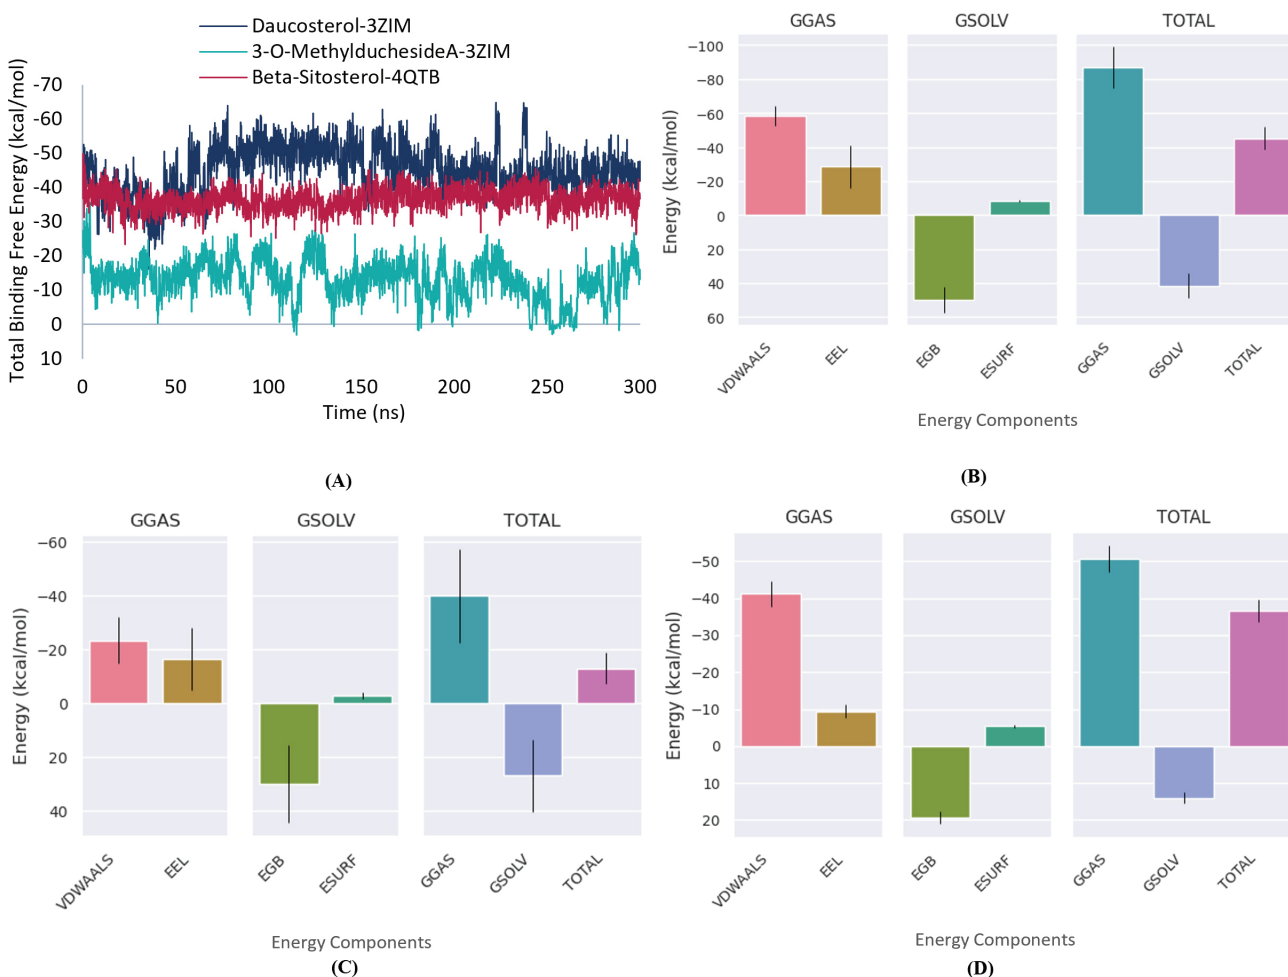 Daucosterol-3ZIM
3-O-MethylduchesideA-3ZIM
Beta-Sitosterol-4QTB
Total Binding Free Energy (kcal/mol)
-70
-60
-50
-40
-30
-20
-10
0
10
0 50 100 150 200 250 300
Time (ns)
(A)
GGAS GSOLV TOTAL
Energy (kcal/mol)
−100
−80
−60
−40
−20
0
20
40
60
VDWAALS EEL EGB ESURF GGAS GSOLV TOTAL
Energy Components
(B)
GGAS GSOLV TOTAL
Energy (kcal/mol)
−60
−40
−20
0
20
40
VDWAALS EEL EGB ESURF GGAS GSOLV TOTAL
Energy Components
(C)
GGAS GSOLV TOTAL
Energy (kcal/mol)
−50
−40
−30
−20
−10
0
10
20
VDWAALS EEL EGB ESURF GGAS GSOLV TOTAL
Energy Components
(D)